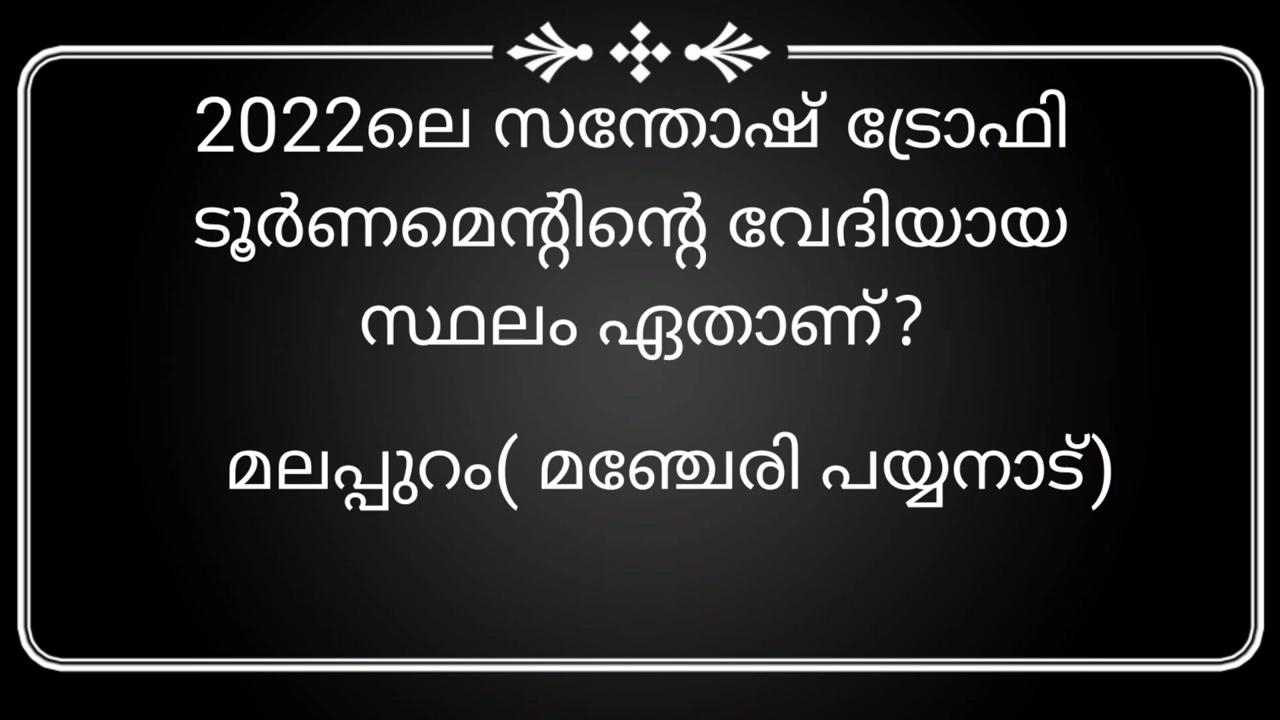 2022ലെ സന്തോഷ് ട്രോഫി
ടൂർണമെന്റിന്റെ വേദിയായ
സ്ഥലം ഏതാണ്?
മലപ്പുറം( മഞ്ചേരി പയ്യനാട്)